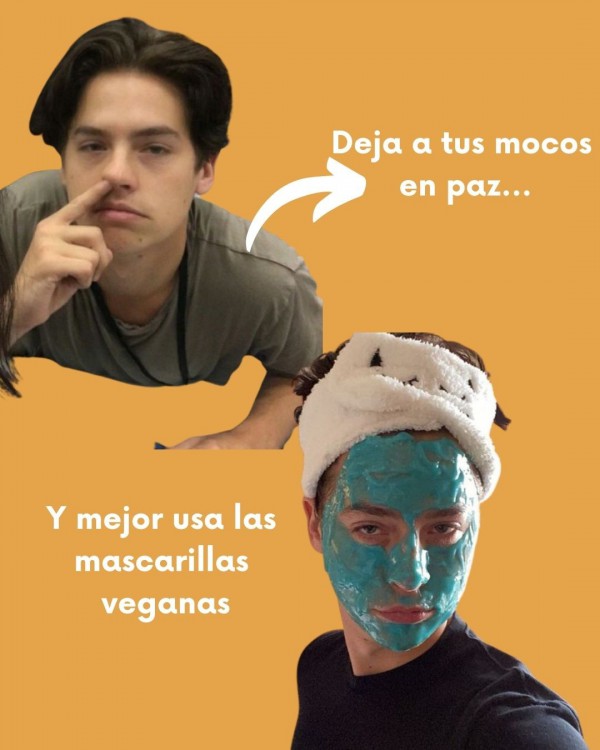 Deja a tus mocos
en paz...
Y mejor usa las
mascarillas
veganas